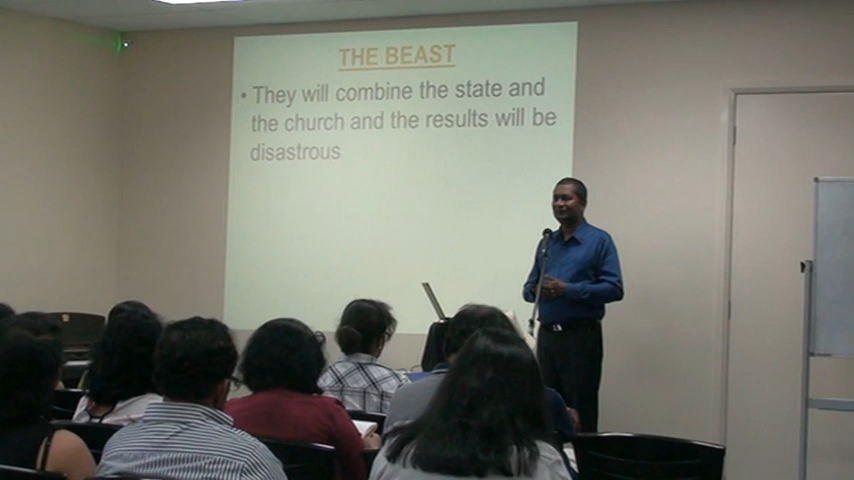 THE BEAST
• They will combine the state and
the church and the results will be
disastrous